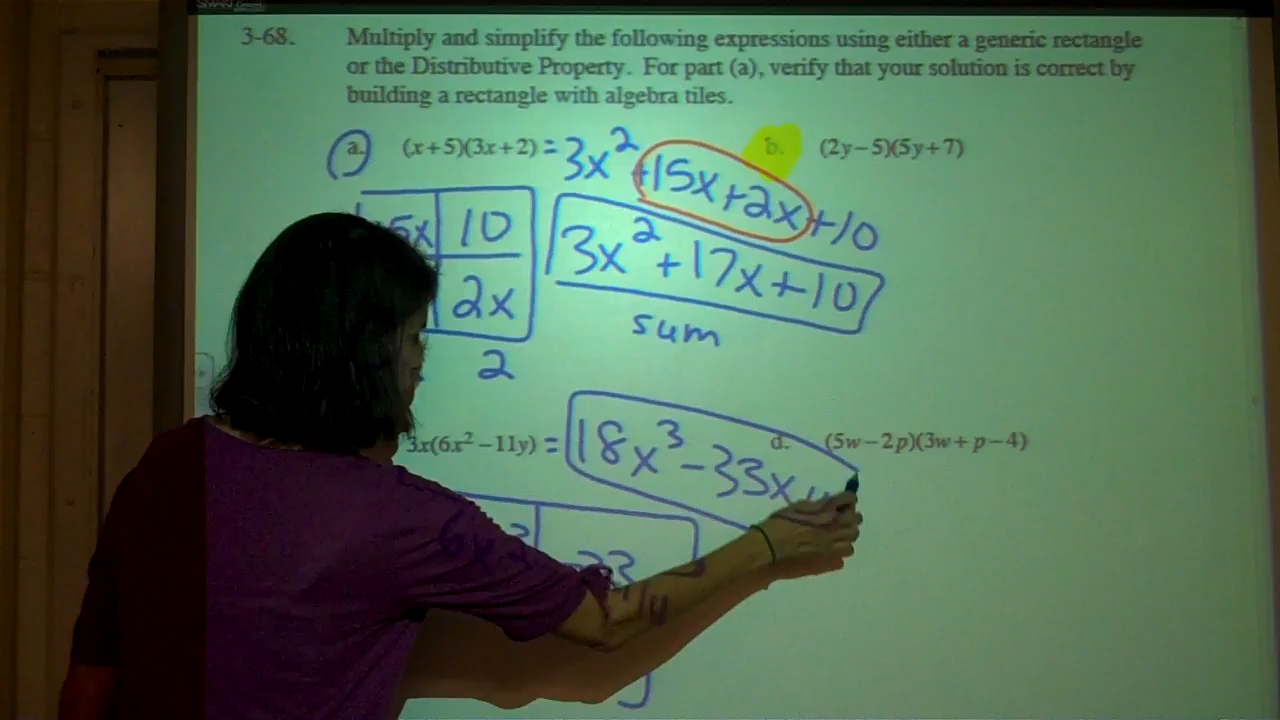 3-68. Multiply and simplify the following expressions using either a generic rectangle
or the Distributive Property. For part (a), verify that your solution is correct by
building a rectangle with algebra tiles.
a. (x+5)(3x+2) = 3x² +15x+2x+10
b. (2y−5)(5y+7)
5x 10
3x²+17x+10
2x
sum
2
3x(6x²−11y) = 18x³−33x
d. (5w−2p)(3w+p−4)